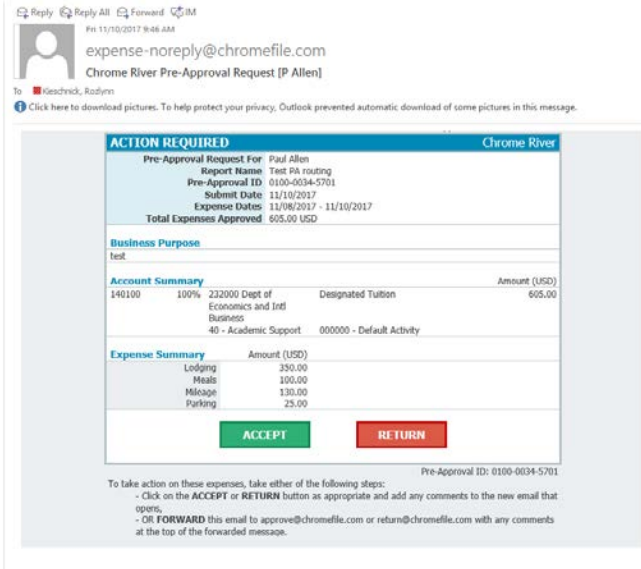 Reply Reply All Forward IM
Fri 11/10/2017 9:46 AM
expense-noreply@chromefile.com
Chrome River Pre-Approval Request [P Allen]
To Kieschnick, Rozlynn
Click here to download pictures. To help protect your privacy, Outlook prevented automatic download of some pictures in this message.
ACTION REQUIRED Chrome River
Pre-Approval Request For Paul Allen
Report Name Test PA routing
Pre-Approval ID 0100-0034-5701
Submit Date 11/10/2017
Expense Dates 11/08/2017 - 11/10/2017
Total Expenses Approved 605.00 USD
Business Purpose
test
Account Summary Amount (USD)
140100 100% 232000 Dept of Designated Tuition 605.00
Economics and Intl
Business
40 - Academic Support 000000 - Default Activity
Expense Summary Amount (USD)
Lodging 350.00
Meals 100.00
Mileage 130.00
Parking 25.00
ACCEPT RETURN
Pre-Approval ID: 0100-0034-5701
To take action on these expenses, take either of the following steps:
- Click on the ACCEPT or RETURN button as appropriate and add any comments to the new email that
opens,
- OR FORWARD this email to approve@chromefile.com or return@chromefile.com with any comments
at the top of the forwarded message.